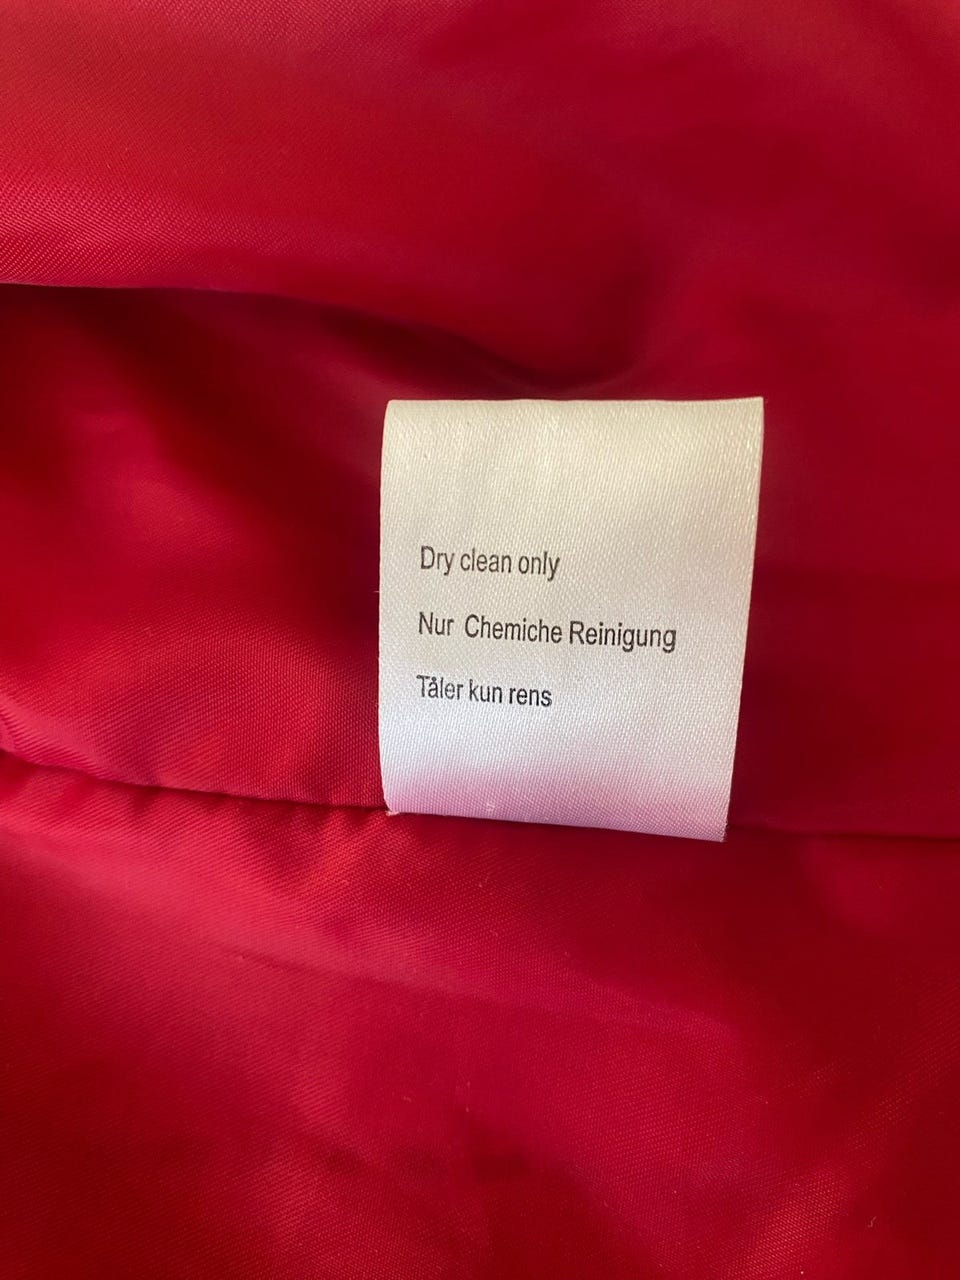 Dry clean only
Nur Chemiche Reinigung
Tåler kun rens